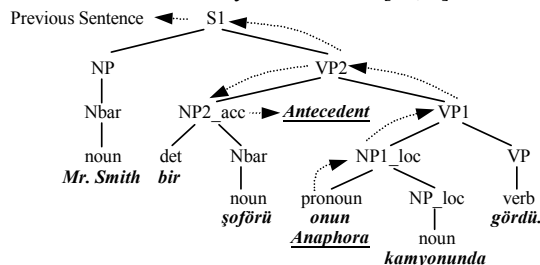 Previous Sentence S1
NP VP2
Nbar NP2_acc Antecedent VP1
noun det Nbar NP1_loc VP
Mr. Smith bir
noun pronoun NP_loc verb
şoförü onun gördü.
Anaphora noun
kamyonunda